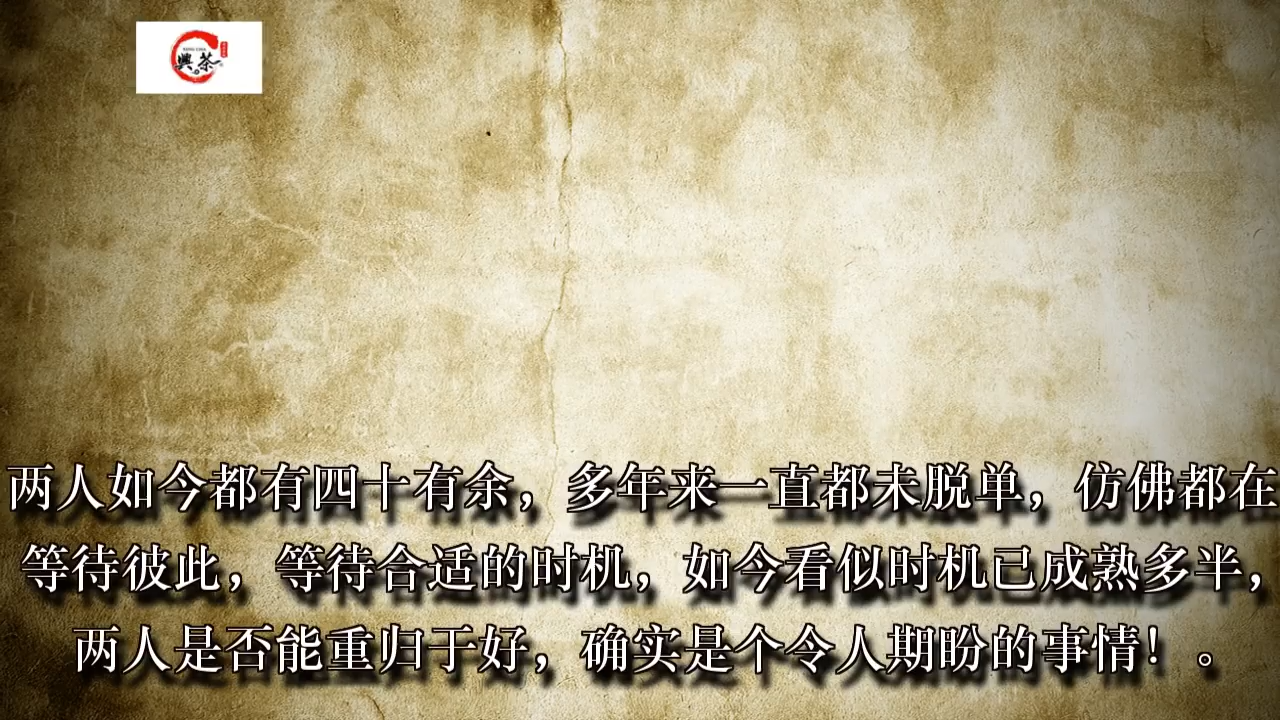 興茶
两人如今都有四十有余，多年来一直都未脱单，仿佛都在
等待彼此，等待合适的时机，如今看似时机已成熟多半，
两人是否能重归于好，确实是个令人期盼的事情！。